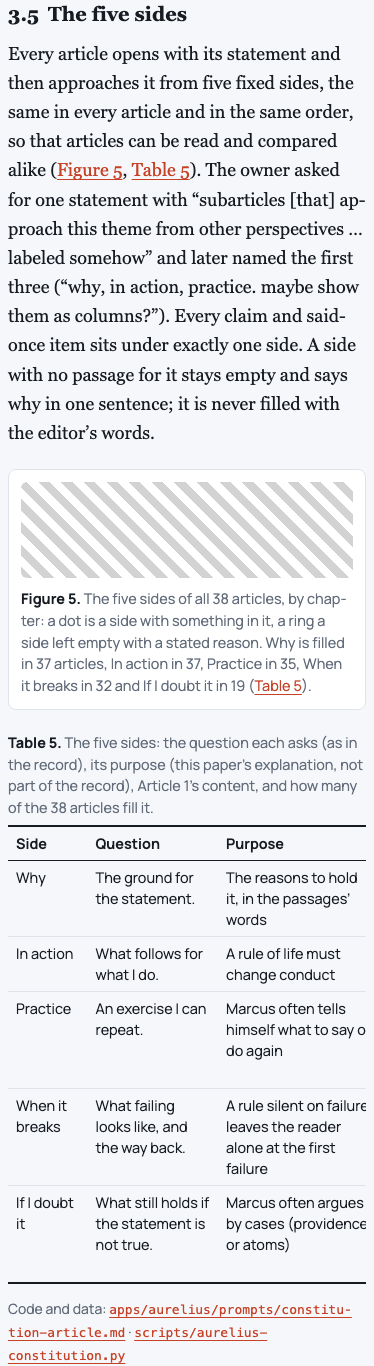 3.5 The five sides
Every article opens with its statement and
then approaches it from five fixed sides, the
same in every article and in the same order,
so that articles can be read and compared
alike (Figure 5, Table 5). The owner asked
for one statement with “subarticles [that] ap-
proach this theme from other perspectives ...
labeled somehow” and later named the first
three (“why, in action, practice. maybe show
them as columns?”). Every claim and said-
once item sits under exactly one side. A side
with no passage for it stays empty and says
why in one sentence; it is never filled with
the editor’s words.
Figure 5. The five sides of all 38 articles, by chap-
ter: a dot is a side with something in it, a ring a
side left empty with a stated reason. Why is filled
in 37 articles, In action in 37, Practice in 35, When
it breaks in 32 and If I doubt it in 19 (Table 5).
Table 5. The five sides: the question each asks (as in
the record), its purpose (this paper’s explanation, not
part of the record), Article 1’s content, and how many
of the 38 articles fill it.
Side Question Purpose
Why The ground for The reasons to hold
the statement. it, in the passages’
words
In action What follows for A rule of life must
what I do. change conduct
Practice An exercise I can Marcus often tells
repeat. himself what to say o
do again
When it What failing A rule silent on failure
breaks looks like, and leaves the reader
the way back. alone at the first
failure
If I doubt What still holds if Marcus often argues
it the statement is by cases (providence
not true. or atoms)
Code and data: apps/aurelius/prompts/constitu-
tion-article.md · scripts/aurelius-
constitution.py